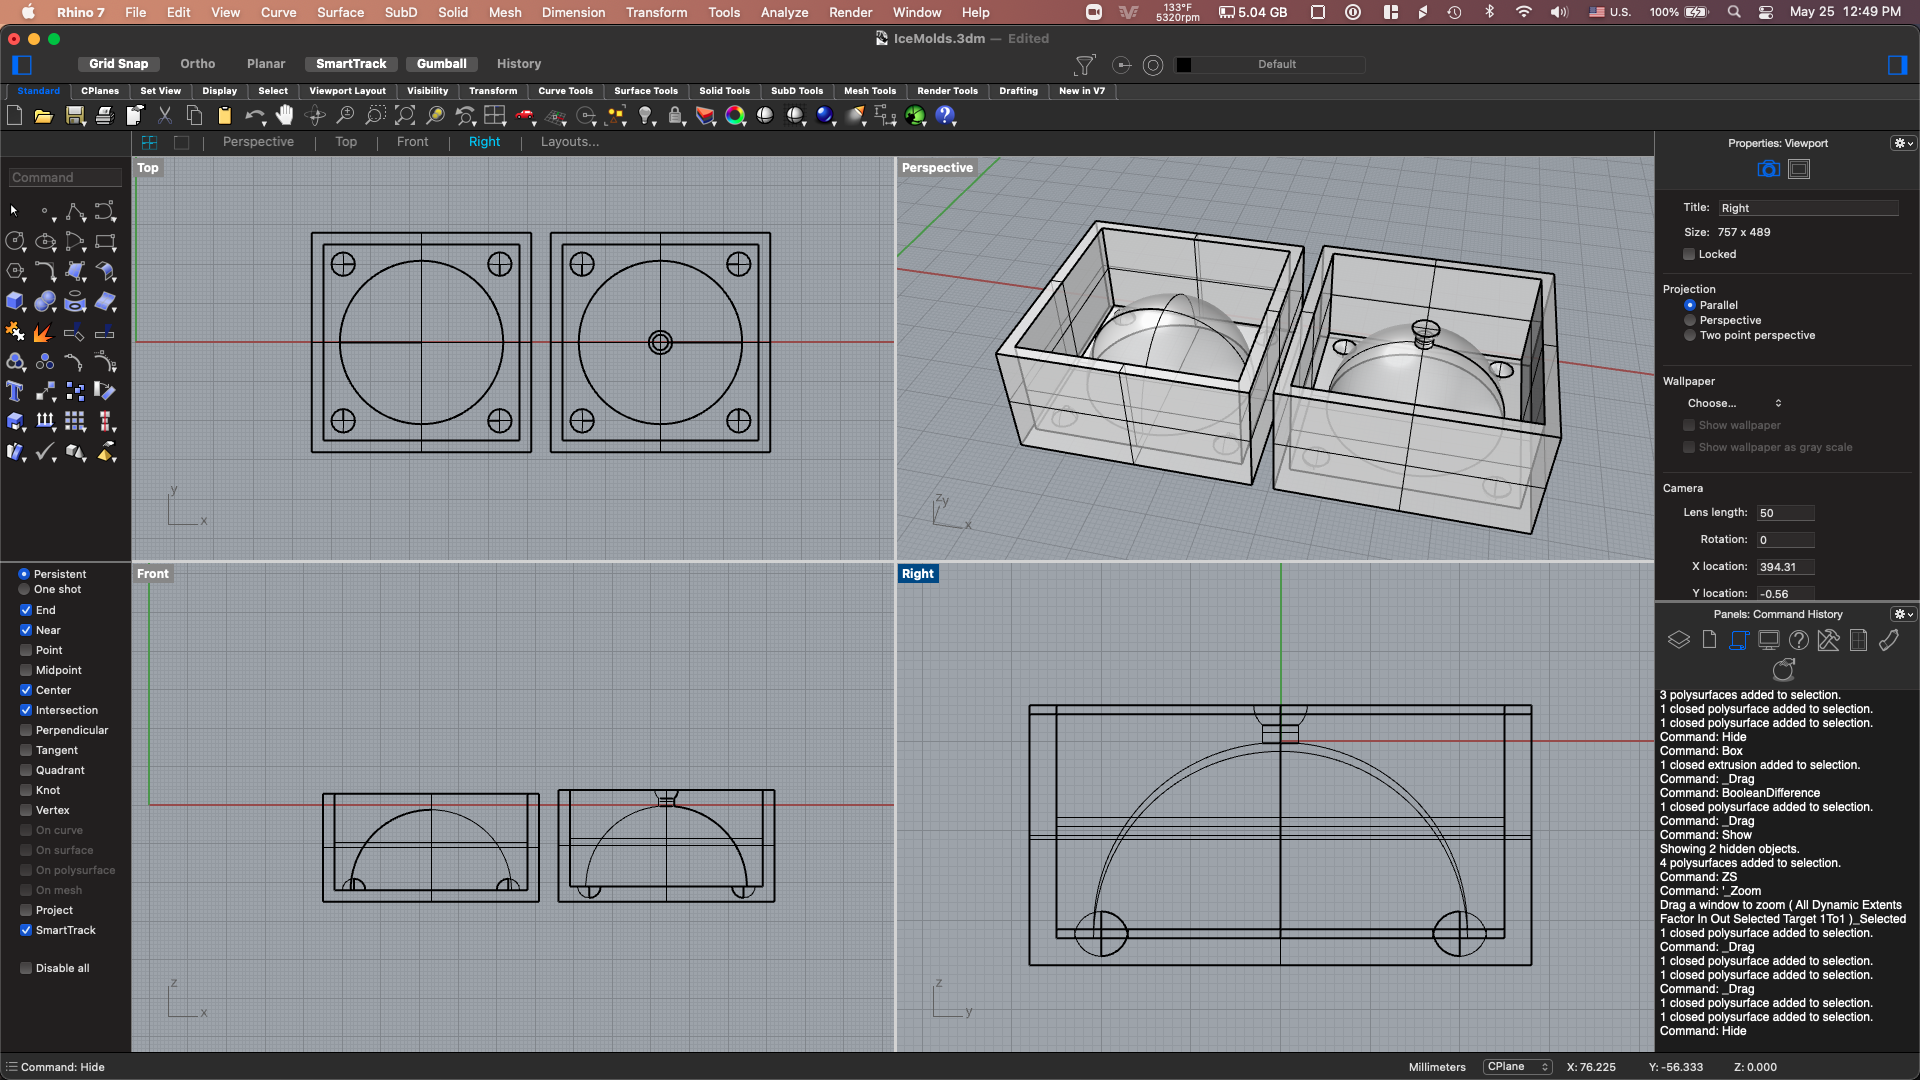 Rhino 7 File Edit View Curve Surface SubD Solid Mesh Dimension Transform Tools Analyze Render Window Help 133°F 5320rpm 5.04 GB U.S. 100% May 25 12:49 PM
IceMolds.3dm — Edited
Grid Snap Ortho Planar SmartTrack Gumball History Default
Standard CPlanes Set View Display Select Viewport Layout Visibility Transform Curve Tools Surface Tools Solid Tools SubD Tools Mesh Tools Render Tools Drafting New in V7
Perspective Top Front Right Layouts...
Command
Top
y
x
Perspective
z y
x
Front
z
x
Right
z
y
Persistent
One shot
End
Near
Point
Midpoint
Center
Intersection
Perpendicular
Tangent
Quadrant
Knot
Vertex
On curve
On surface
On polysurface
On mesh
Project
SmartTrack
Disable all
Properties: Viewport
Title: Right
Size: 757 x 489
Locked
Projection
Parallel
Perspective
Two point perspective
Wallpaper
Choose...
Show wallpaper
Show wallpaper as gray scale
Camera
Lens length: 50
Rotation: 0
X location: 394.31
Y location: -0.56
Panels: Command History
3 polysurfaces added to selection.
1 closed polysurface added to selection.
1 closed polysurface added to selection.
Command: Hide
Command: Box
1 closed extrusion added to selection.
Command: _Drag
Command: BooleanDifference
1 closed polysurface added to selection.
Command: _Drag
Command: Show
Showing 2 hidden objects.
4 polysurfaces added to selection.
Command: ZS
Command: '_Zoom
Drag a window to zoom ( All Dynamic Extents
Factor In Out Selected Target 1To1 )_Selected
1 closed polysurface added to selection.
Command: _Drag
1 closed polysurface added to selection.
1 closed polysurface added to selection.
Command: _Drag
1 closed polysurface added to selection.
1 closed polysurface added to selection.
Command: Hide
Command: Hide
Millimeters CPlane X: 76.225 Y: -56.333 Z: 0.000